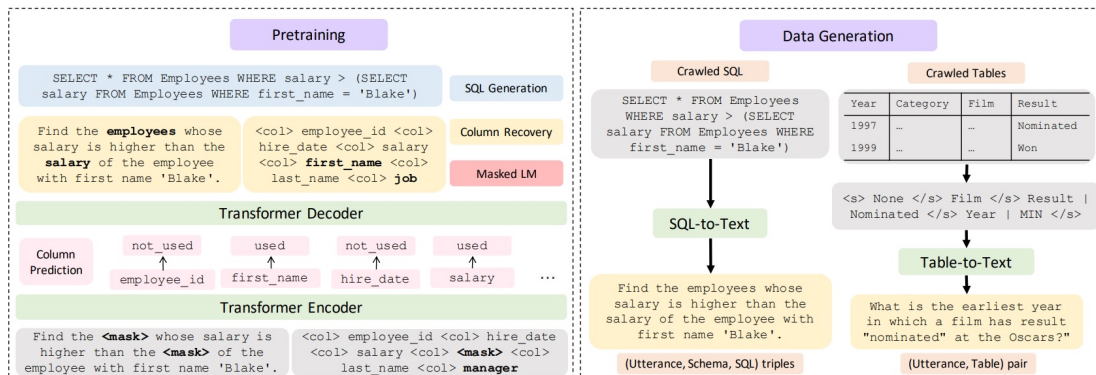 Pretraining
SELECT * FROM Employees WHERE salary > (SELECT
salary FROM Employees WHERE first_name = 'Blake')
SQL Generation
Find the employees whose
salary is higher than the
salary of the employee
with first name 'Blake'.
<col> employee_id <col>
hire_date <col> salary
<col> first_name <col>
last_name <col> job
Column Recovery
Masked LM
Transformer Decoder
Column
Prediction
not_used
used
not_used
used
employee_id
first_name
hire_date
salary
...
Transformer Encoder
Find the <mask> whose salary is
higher than the <mask> of the
employee with first name 'Blake'.
<col> employee_id <col> hire_date
<col> salary <col> <mask> <col>
last_name <col> manager
Data Generation
Crawled SQL
SELECT * FROM Employees
WHERE salary > (SELECT
salary FROM Employees WHERE
first_name = 'Blake')
SQL-to-Text
Find the employees whose
salary is higher than the
salary of the employee with
first name 'Blake'.
(Utterance, Schema, SQL) triples
Crawled Tables
Year Category Film Result
1997 … … Nominated
1999 … … Won
<s> None </s> Film </s> Result |
Nominated </s> Year | MIN </s>
Table-to-Text
What is the earliest year
in which a film has result
"nominated" at the Oscars?"
(Utterance, Table) pair